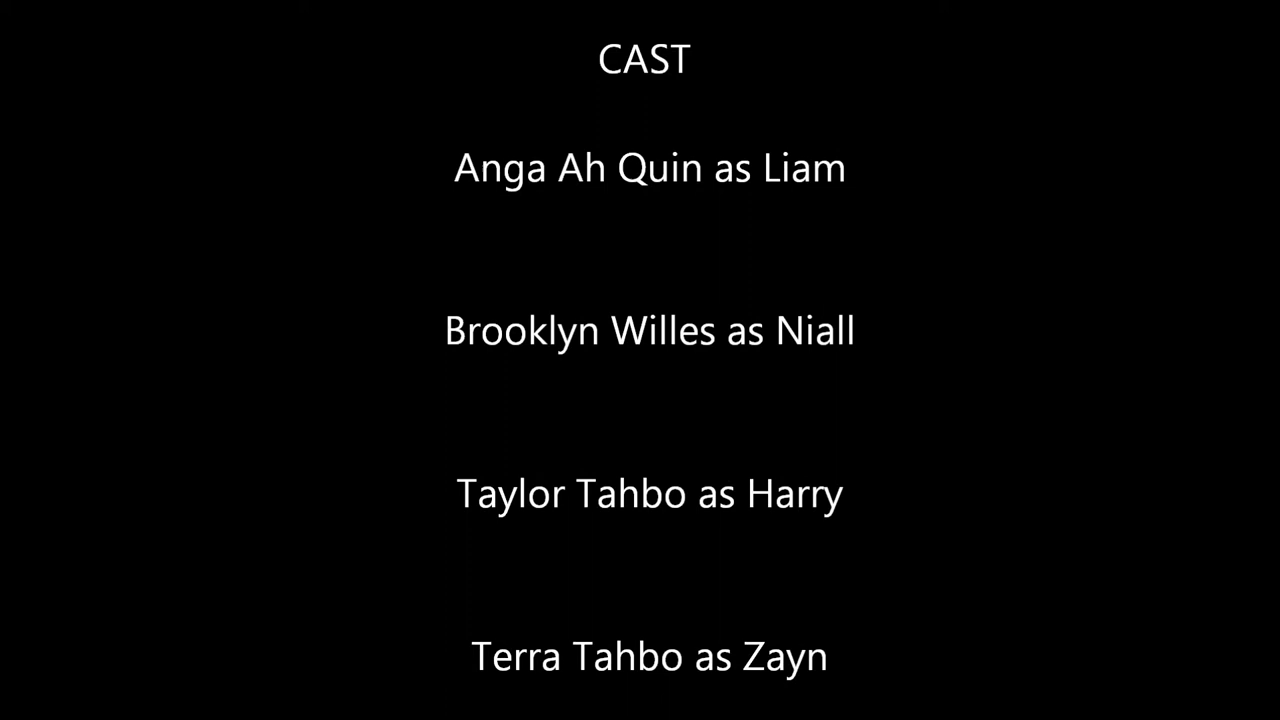 CAST
Anga Ah Quin as Liam
Brooklyn Willes as Niall
Taylor Tahbo as Harry
Terra Tahbo as Zayn